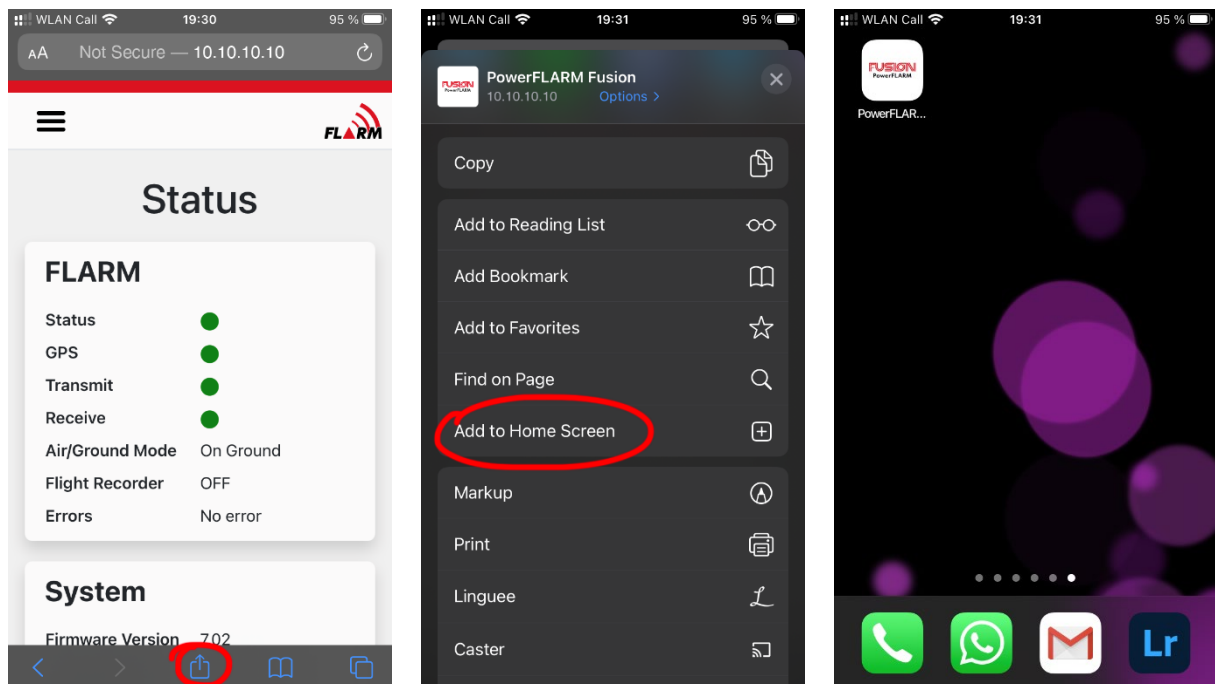 WLAN Call 19:30 95 %
AA Not Secure — 10.10.10.10
FLARM
Status
FLARM
Status
GPS
Transmit
Receive
Air/Ground Mode On Ground
Flight Recorder OFF
Errors No error
System
Firmware Version 7.02
WLAN Call 19:31 95 %
FUSION
PowerFLARM
PowerFLARM Fusion
10.10.10.10 Options >
Copy
Add to Reading List
Add Bookmark
Add to Favorites
Find on Page
Add to Home Screen
Markup
Print
Linguee
Caster
WLAN Call 19:31 95 %
FUSION
PowerFLARM
PowerFLAR...
Lr